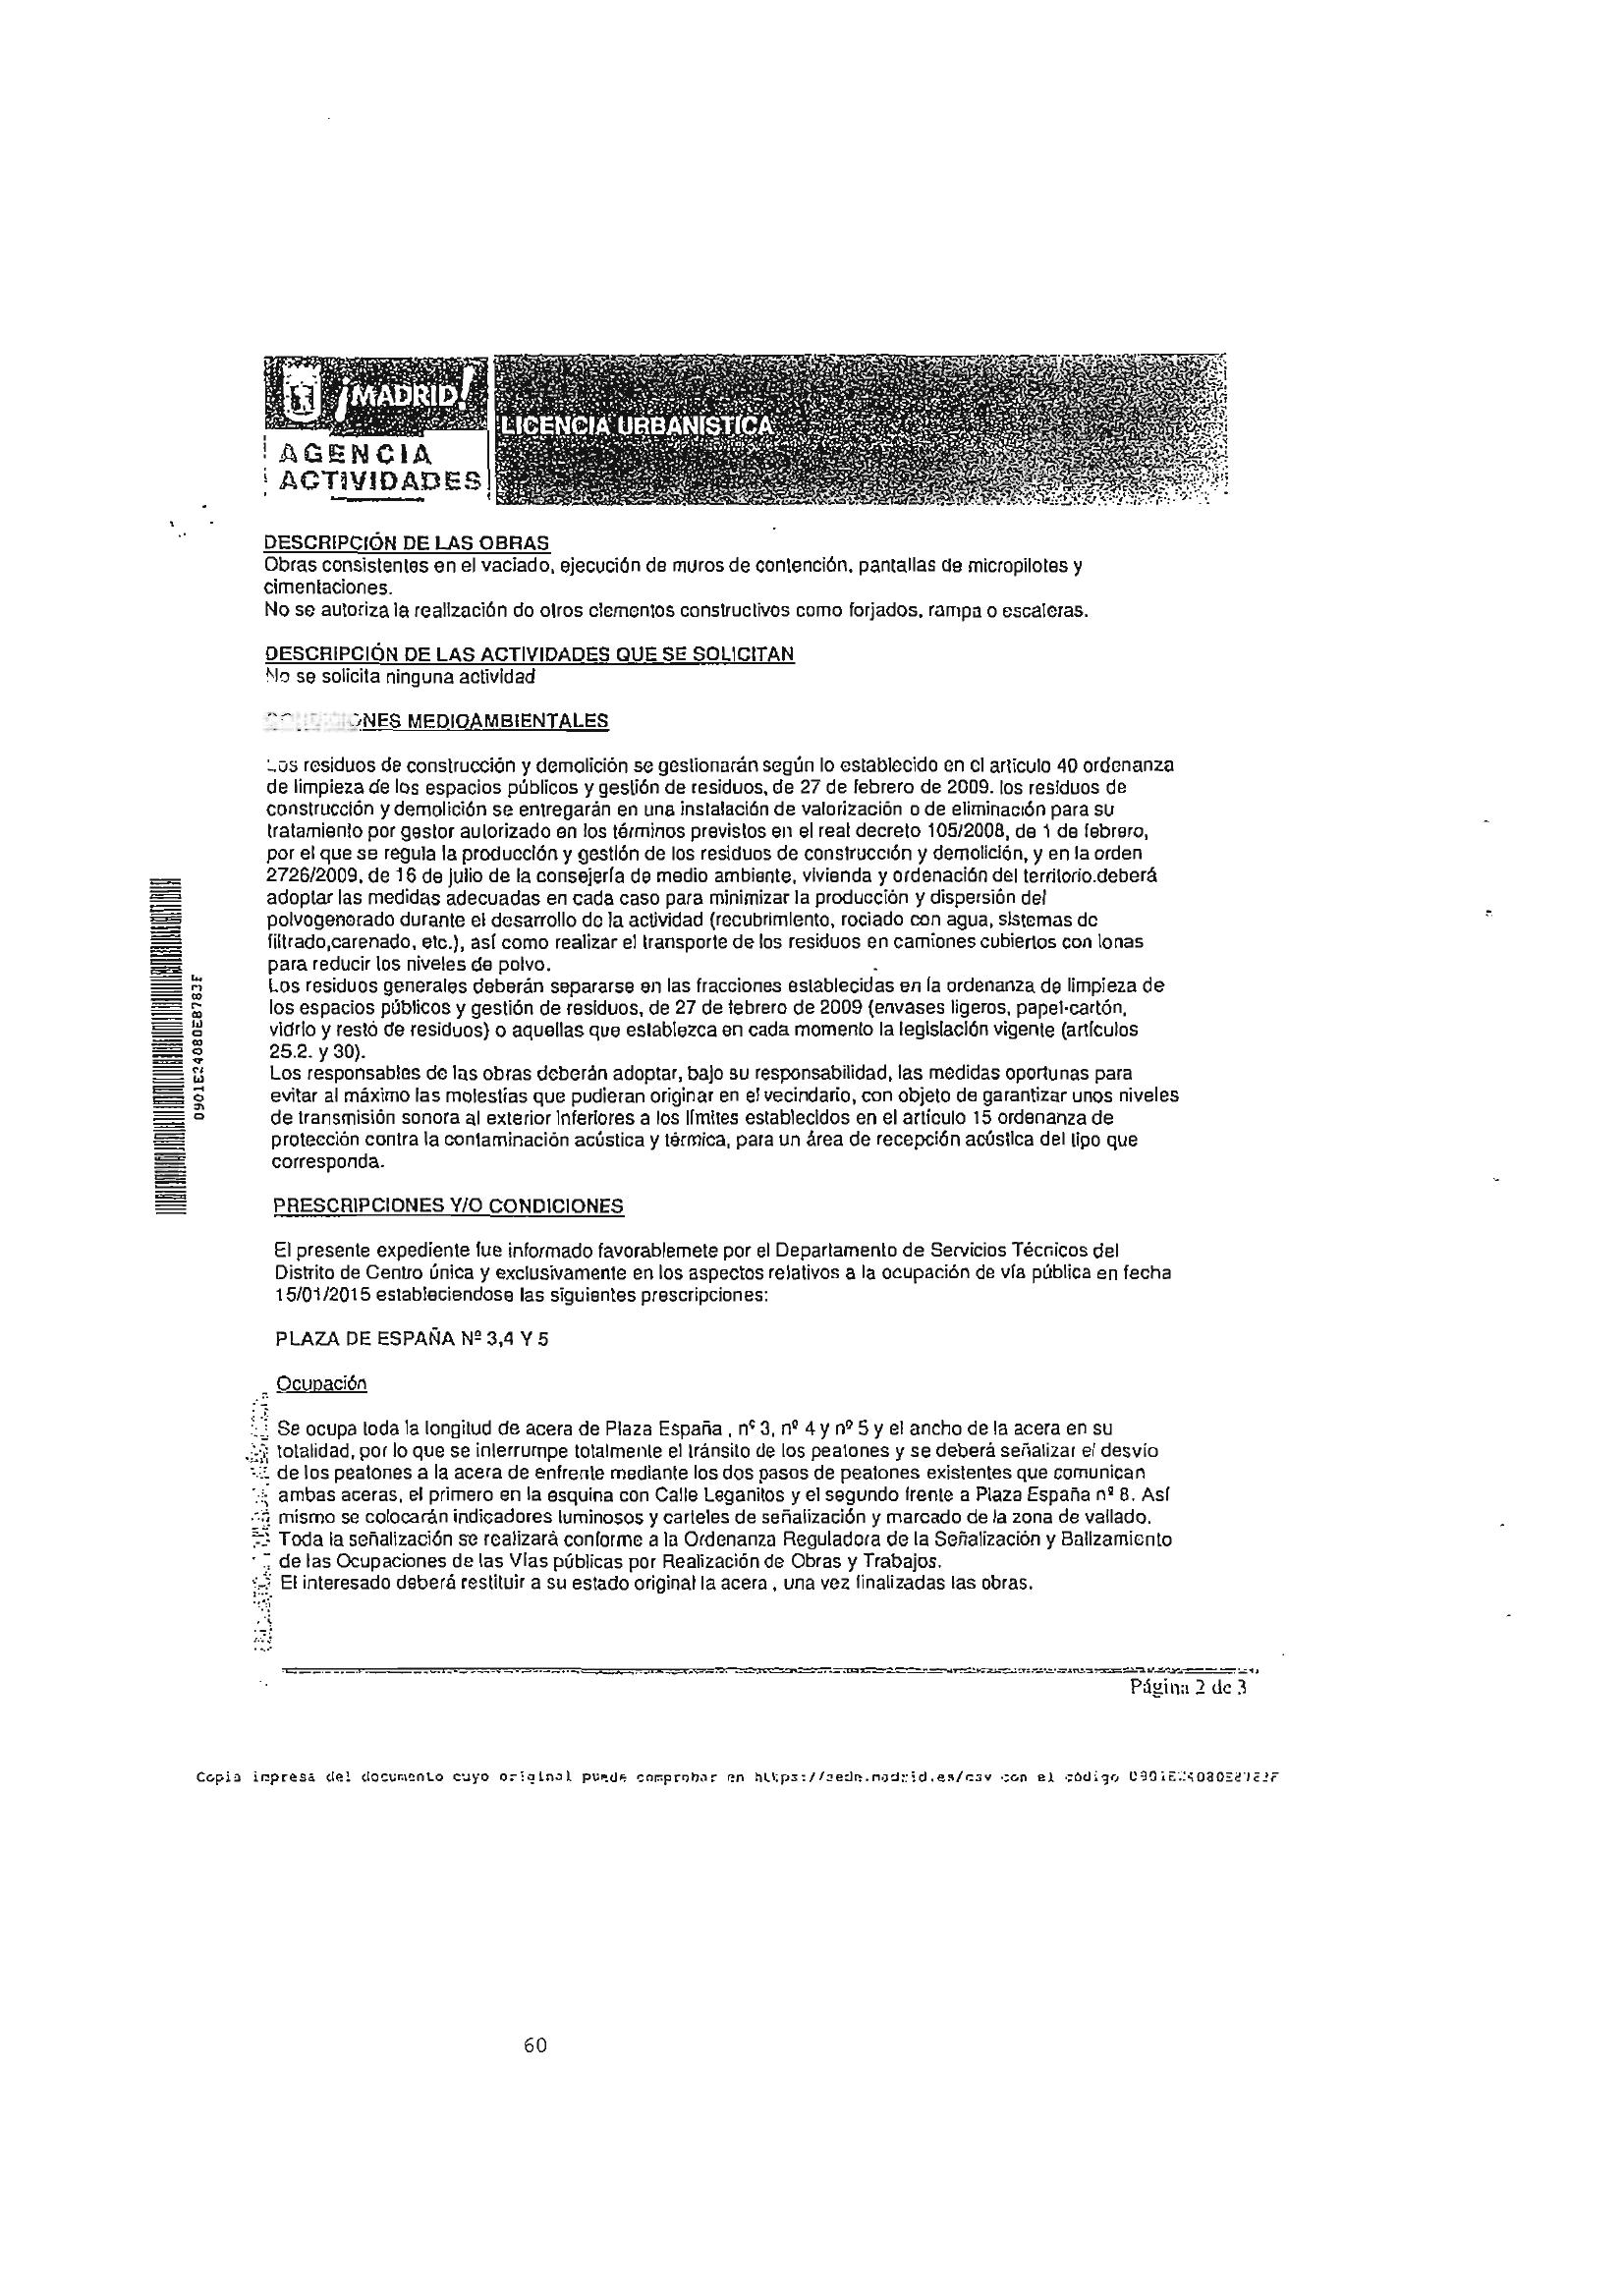 ¡MADRID!
AGENCIA
ACTIVIDADES
LICENCIA URBANÍSTICA
DESCRIPCIÓN DE LAS OBRAS
Obras consistentes en el vaciado, ejecución de muros de contención, pantallas de micropilotes y
cimentaciones.
No se autoriza la realización de otros elementos constructivos como forjados, rampa o escaleras.
DESCRIPCIÓN DE LAS ACTIVIDADES QUE SE SOLICITAN
No se solicita ninguna actividad
MEDIOAMBIENTALES
Los residuos de construcción y demolición se gestionarán según lo establecido en el artículo 40 ordenanza
de limpieza de los espacios públicos y gestión de residuos, de 27 de febrero de 2009. los residuos de
construcción y demolición se entregarán en una instalación de valorización o de eliminación para su
tratamiento por gestor autorizado en los términos previstos en el real decreto 105/2008, de 1 de febrero,
por el que se regula la producción y gestión de los residuos de construcción y demolición, y en la orden
2726/2009, de 16 de julio de la consejería de medio ambiente, vivienda y ordenación del territorio.deberá
adoptar las medidas adecuadas en cada caso para minimizar la producción y dispersión del
polvogenerado durante el desarrollo de la actividad (recubrimiento, rociado con agua, sistemas de
filtrado,carenado, etc.), así como realizar el transporte de los residuos en camiones cubiertos con lonas
para reducir los niveles de polvo.
Los residuos generales deberán separarse en las fracciones establecidas en la ordenanza de limpieza de
los espacios públicos y gestión de residuos, de 27 de febrero de 2009 (envases ligeros, papel-cartón,
vidrio y resto de residuos) o aquellas que establezca en cada momento la legislación vigente (artículos
25.2. y 30).
Los responsables de las obras deberán adoptar, bajo su responsabilidad, las medidas oportunas para
evitar al máximo las molestías que pudieran originar en el vecindario, con objeto de garantizar unos niveles
de transmisión sonora al exterior inferiores a los límites establecidos en el artículo 15 ordenanza de
protección contra la contaminación acústica y térmica, para un área de recepción acústica del tipo que
corresponda.
0901E24080E8783F
PRESCRIPCIONES Y/O CONDICIONES
El presente expediente fue informado favorablemete por el Departamento de Servicios Técnicos del
Distrito de Centro única y exclusivamente en los aspectos relativos a la ocupación de vía pública en fecha
15/01/2015 estableciendose las siguientes prescripciones:
PLAZA DE ESPAÑA Nº 3,4 Y 5
Ocupación
Se ocupa toda la longitud de acera de Plaza España , nº 3, nº 4 y nº 5 y el ancho de la acera en su
totalidad, por lo que se interrumpe totalmente el tránsito de los peatones y se deberá señalizar el desvío
de los peatones a la acera de enfrente mediante los dos pasos de peatones existentes que comunican
ambas aceras, el primero en la esquina con Calle Leganitos y el segundo frente a Plaza España nº 8. Así
mismo se colocarán indicadores luminosos y carteles de señalización y marcado de la zona de vallado.
Toda la señalización se realizará conforme a la Ordenanza Reguladora de la Señalización y Balizamiento
de las Ocupaciones de las Vías públicas por Realización de Obras y Trabajos.
El interesado deberá restituir a su estado original la acera , una vez finalizadas las obras.
Página 2 de 3
Copia impresa del documento cuyo original puede comprobar en https://sede.madrid.es/csv con el código 0901E24080E8783F
60